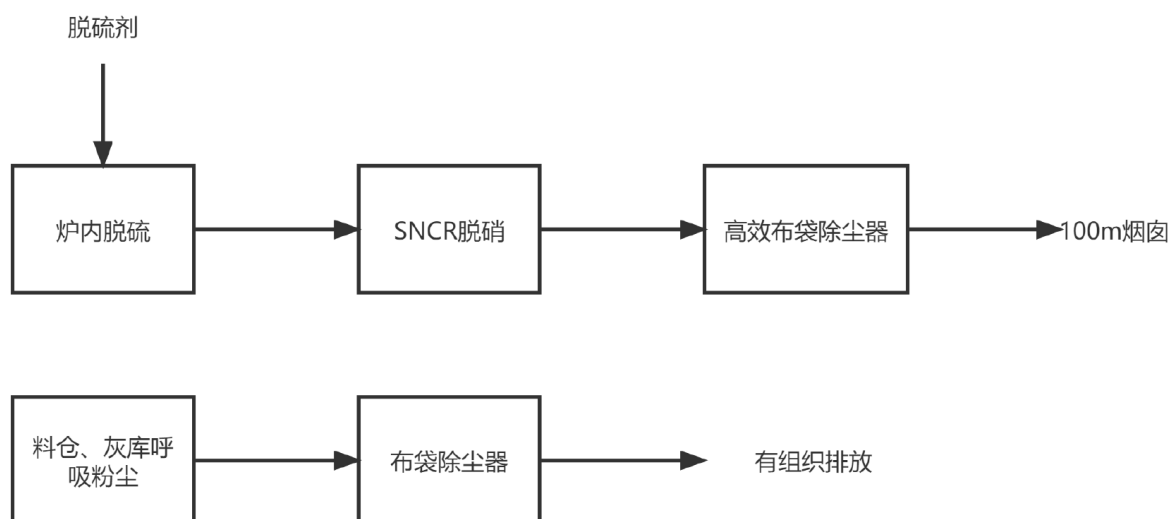 脱硫剂
炉内脱硫
SNCR脱硝
高效布袋除尘器
100m烟囱
料仓、灰库呼
吸粉尘
布袋除尘器
有组织排放